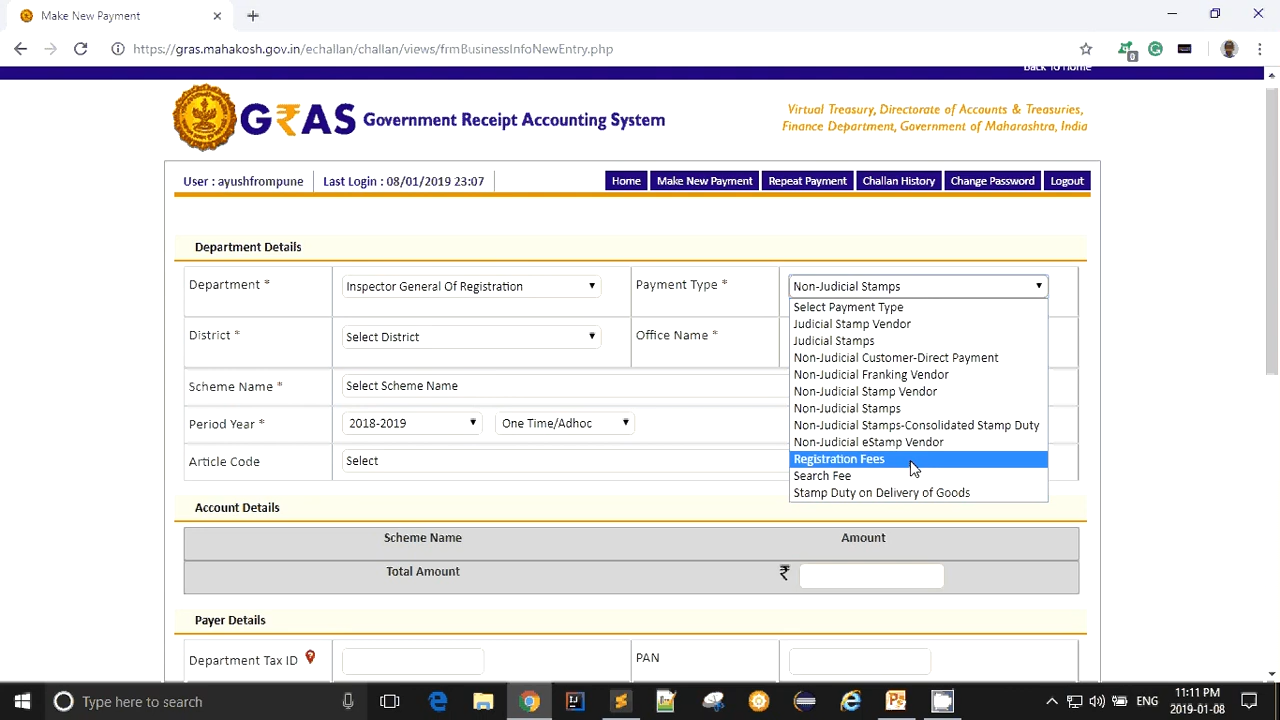 Make New Payment
https://gras.mahakosh.gov.in/echallan/challan/views/frmBusinessInfoNewEntry.php
0
Back To Home
G₹AS Government Receipt Accounting System
Virtual Treasury, Directorate of Accounts & Treasuries,
Finance Department, Government of Maharashtra, India
User : ayushfrompune Last Login : 08/01/2019 23:07 Home Make New Payment Repeat Payment Challan History Change Password Logout
Department Details
Department * Inspector General Of Registration Payment Type * Non-Judicial Stamps
Select Payment Type
Judicial Stamp Vendor
Judicial Stamps
Non-Judicial Customer-Direct Payment
Non-Judicial Franking Vendor
Non-Judicial Stamp Vendor
Non-Judicial Stamps
Non-Judicial Stamps-Consolidated Stamp Duty
Non-Judicial eStamp Vendor
Registration Fees
Search Fee
Stamp Duty on Delivery of Goods
District * Select District Office Name *
Scheme Name * Select Scheme Name
Period Year * 2018-2019 One Time/Adhoc
Article Code Select
Account Details
Scheme Name Amount
Total Amount ₹
Payer Details
Department Tax ID ? PAN
Type here to search
ENG
11:11 PM
2019-01-08